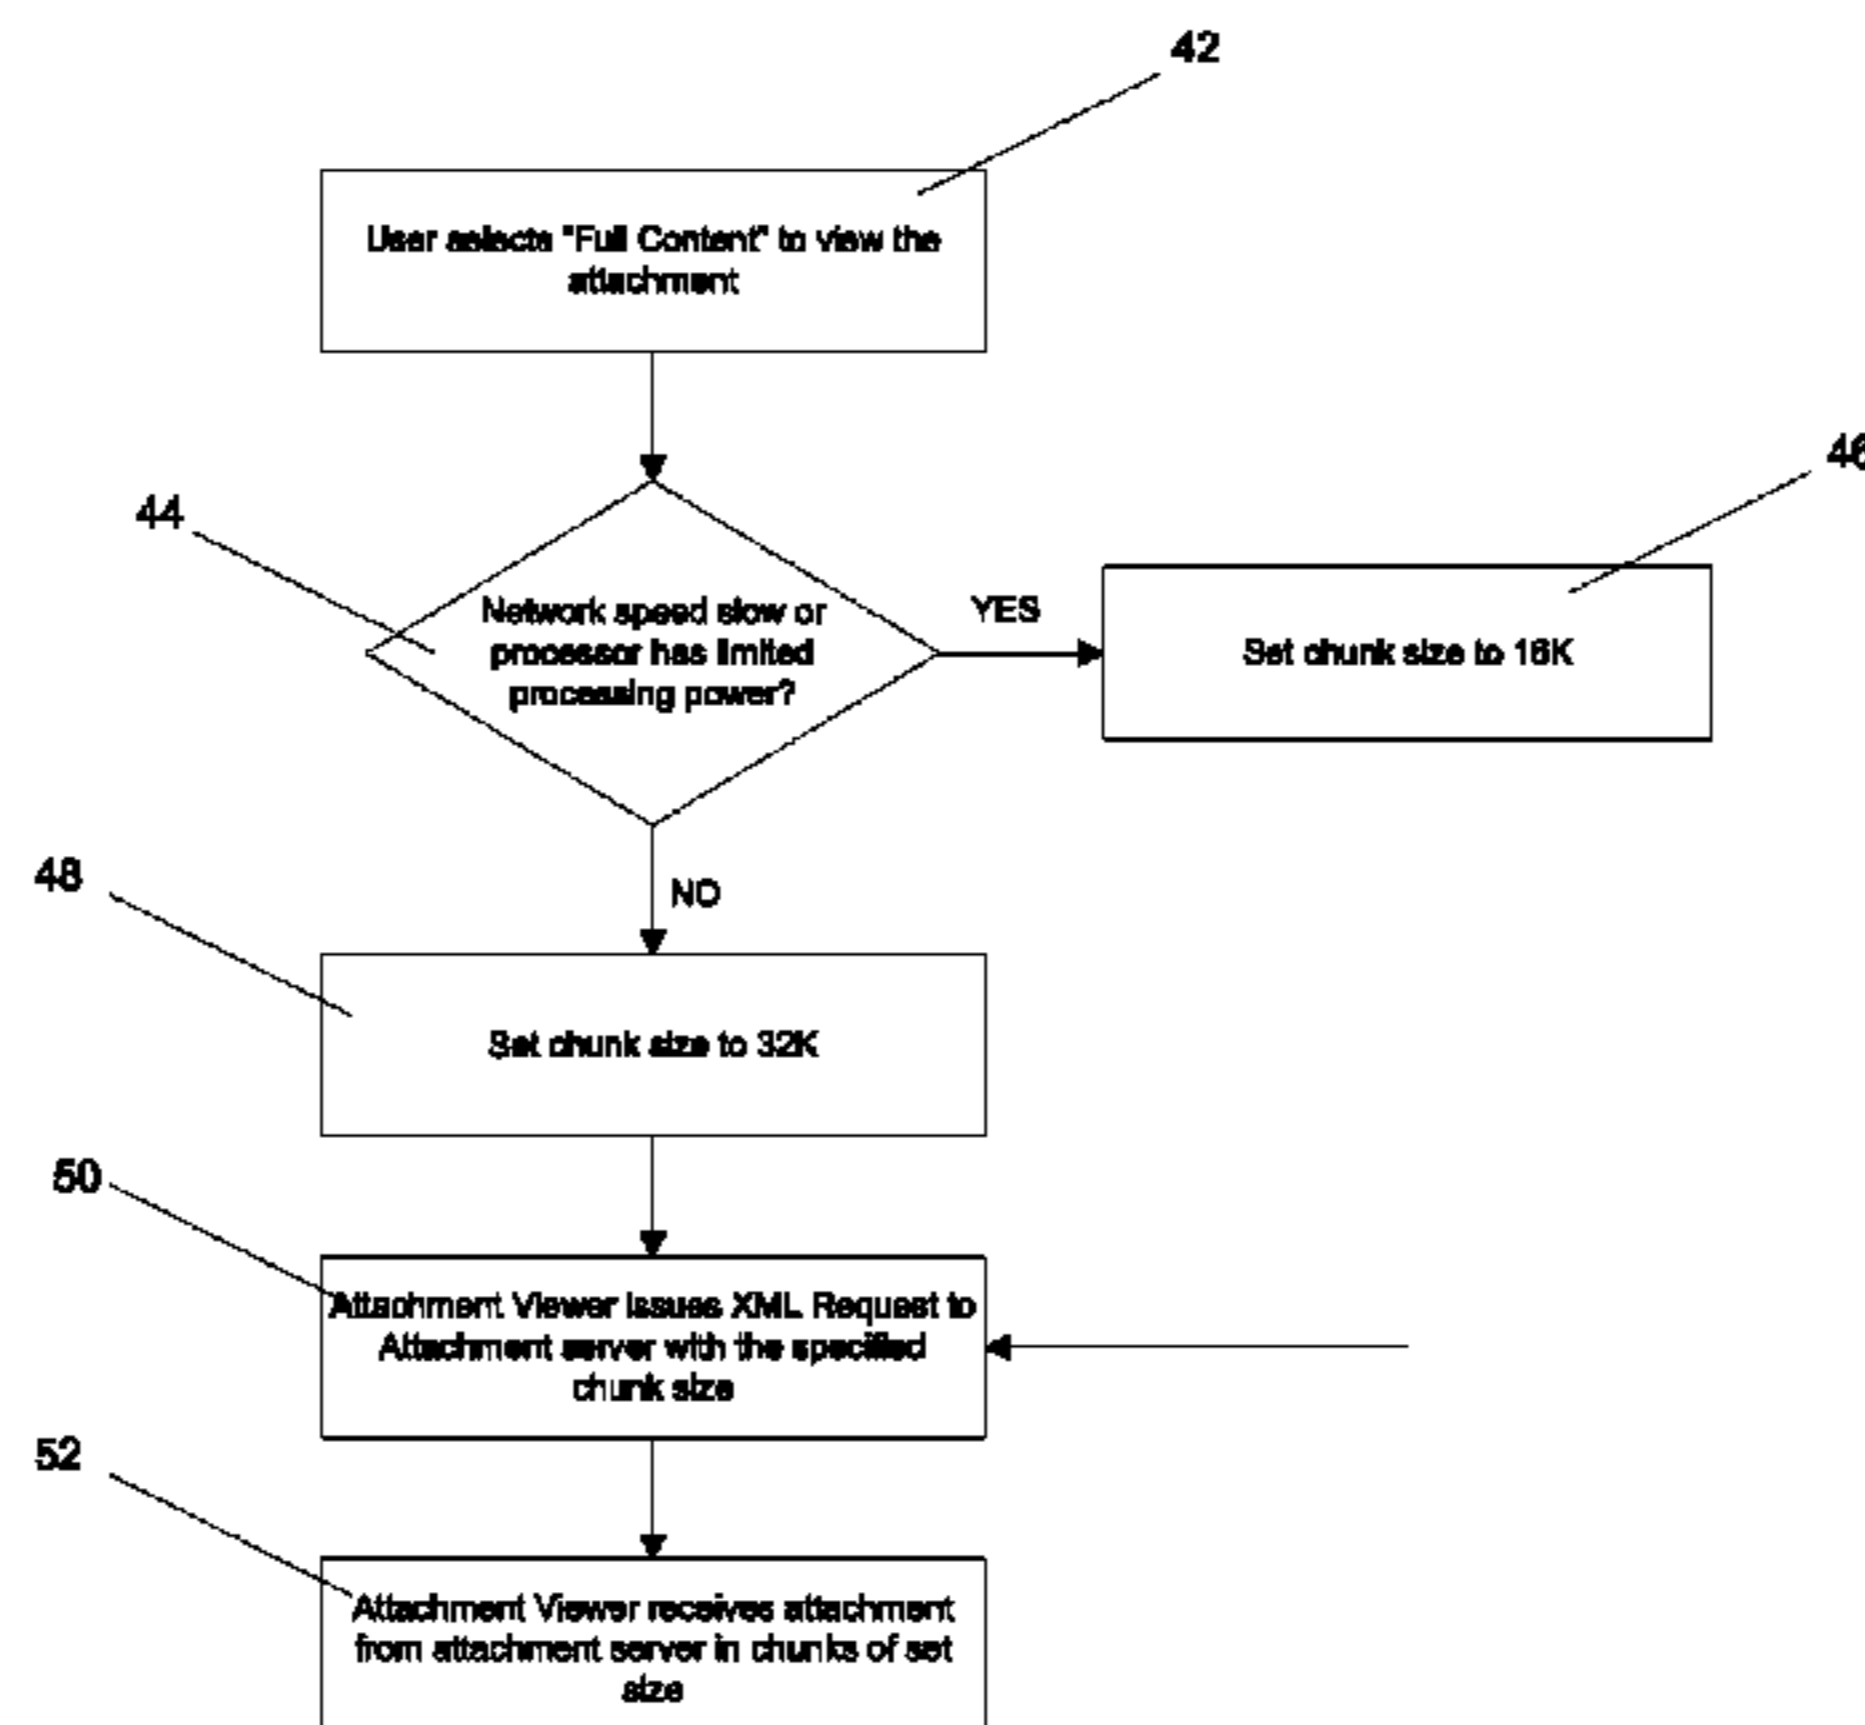 42
User selects "Full Content" to view the
attachment
44
Network speed slow or
processor has limited
processing power?
YES
46
Set chunk size to 16K
48
NO
Set chunk size to 32K
50
Attachment Viewer issues XML Request to
Attachment server with the specified
chunk size
52
Attachment Viewer receives attachment
from attachment server in chunks of set
size